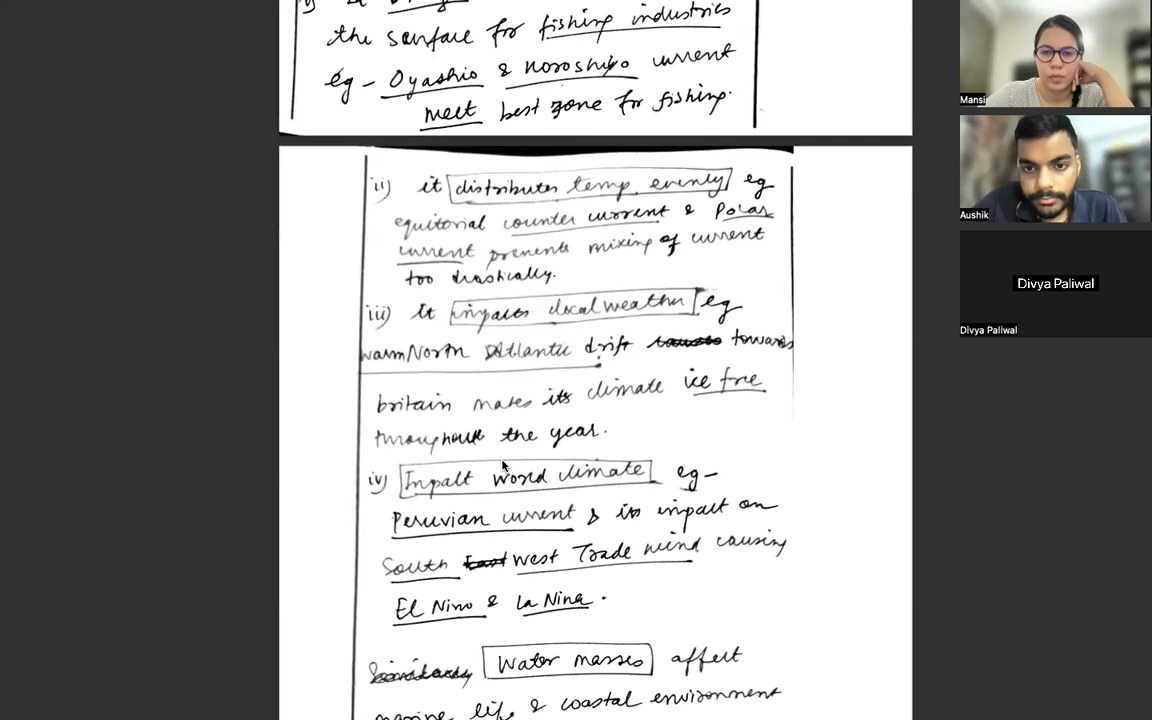 the surface for fishing industries
eg - Oyashio & noroshiyo current
meet best zone for fishing.
ii) it distributes temp. evenly eg
equitorial counter current & Polar
current prevents mixing of current
too drastically.
iii) It impacts local weather eg
warm North Atlantic drift towards
britain makes its climate ice free
throughout the year.
iv) Impact world climate eg -
Peruvian current & its impact on
South East West Trade wind causing
El Nino & La Nina.
Water masses affect
marine life & coastal environment
Mansi
Aushik
Divya Paliwal
Divya Paliwal